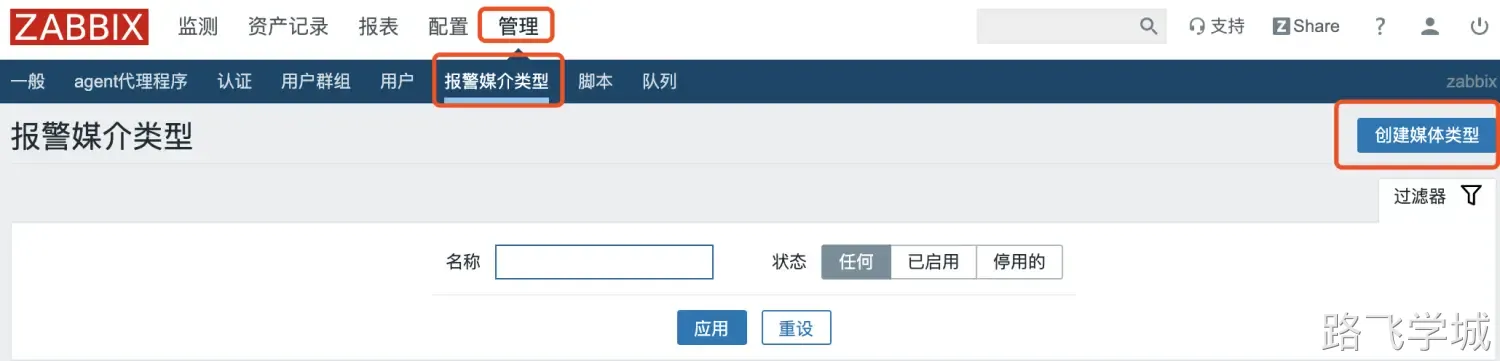 ZABBIX 监测 资产记录 报表 配置 管理 支持 Z Share ?
一般 agent代理程序 认证 用户群组 用户 报警媒介类型 脚本 队列 zabbix
报警媒介类型 创建媒体类型
过滤器
名称 状态 任何 已启用 停用的
应用 重设
路飞学城